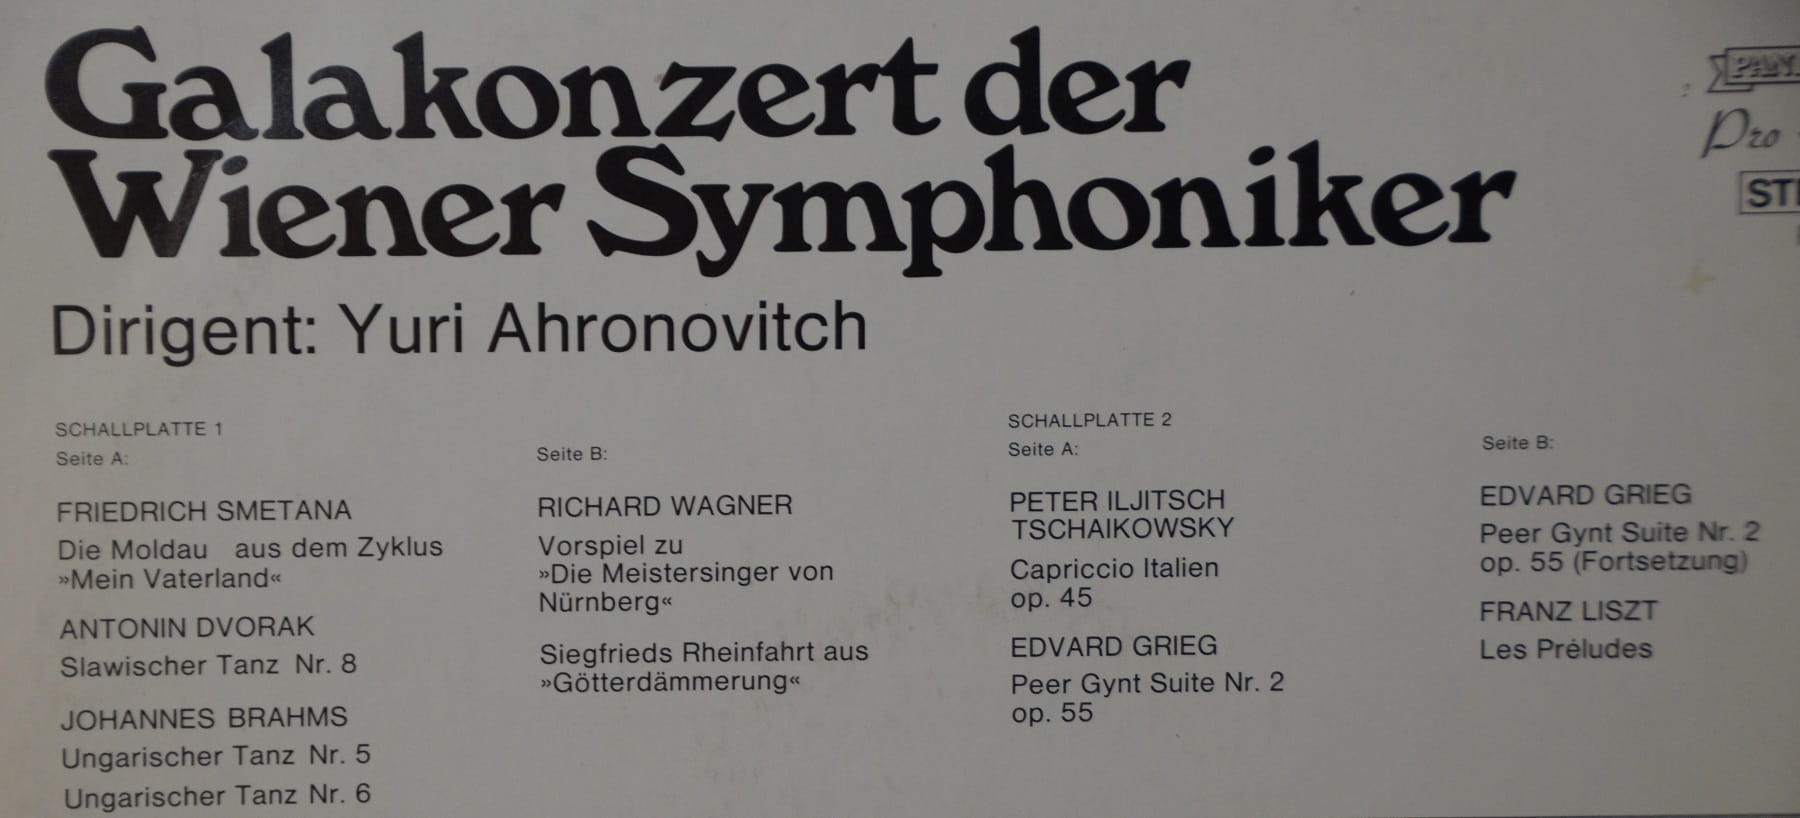 Galakonzert der
Wiener Symphoniker
Dirigent: Yuri Ahronovitch
Pro
SCHALLPLATTE 1
Seite A:
FRIEDRICH SMETANA
Die Moldau aus dem Zyklus
»Mein Vaterland«
ANTONIN DVORAK
Slawischer Tanz Nr. 8
JOHANNES BRAHMS
Ungarischer Tanz Nr. 5
Ungarischer Tanz Nr. 6
Seite B:
RICHARD WAGNER
Vorspiel zu
»Die Meistersinger von
Nürnberg«
Siegfrieds Rheinfahrt aus
»Götterdämmerung«
SCHALLPLATTE 2
Seite A:
PETER ILJITSCH
TSCHAIKOWSKY
Capriccio Italien
op. 45
EDVARD GRIEG
Peer Gynt Suite Nr. 2
op. 55
Seite B:
EDVARD GRIEG
Peer Gynt Suite Nr. 2
op. 55 (Fortsetzung)
FRANZ LISZT
Les Préludes